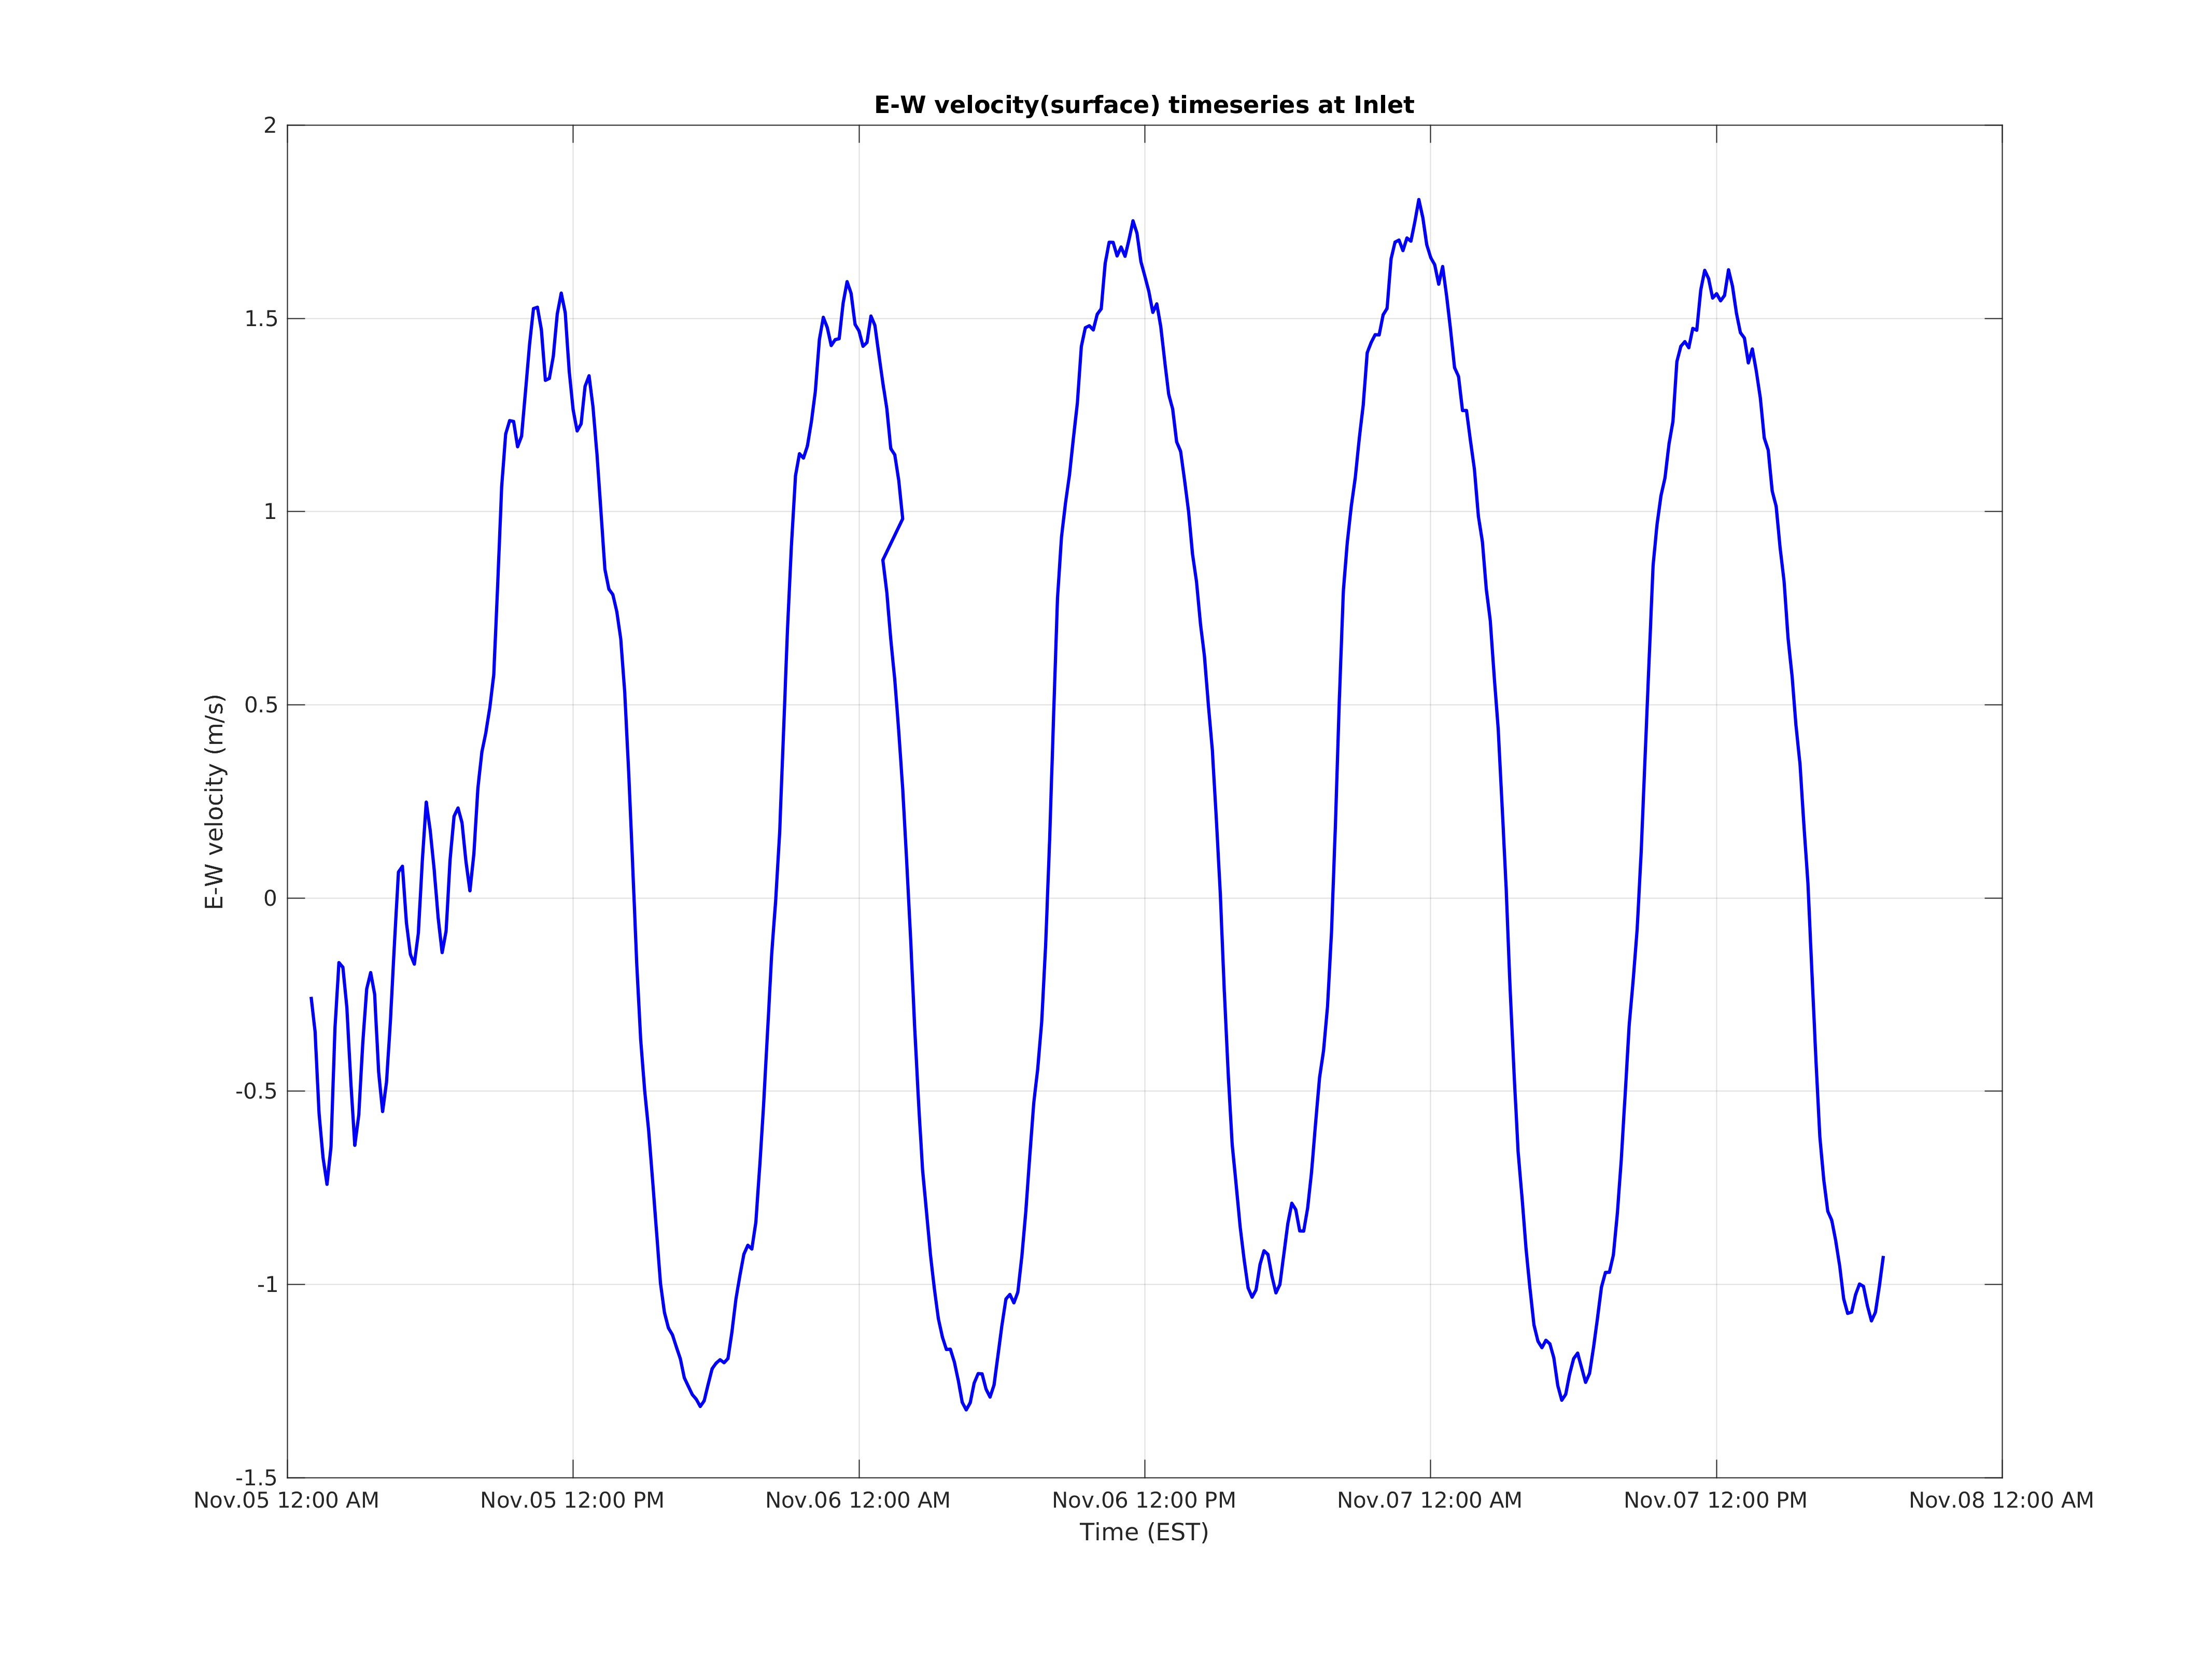 E-W velocity(surface) timeseries at Inlet
2
1.5
1
0.5
0
-0.5
-1
-1.5
E-W velocity (m/s)
Nov.05 12:00 AM Nov.05 12:00 PM Nov.06 12:00 AM Nov.06 12:00 PM Nov.07 12:00 AM Nov.07 12:00 PM Nov.08 12:00 AM
Time (EST)